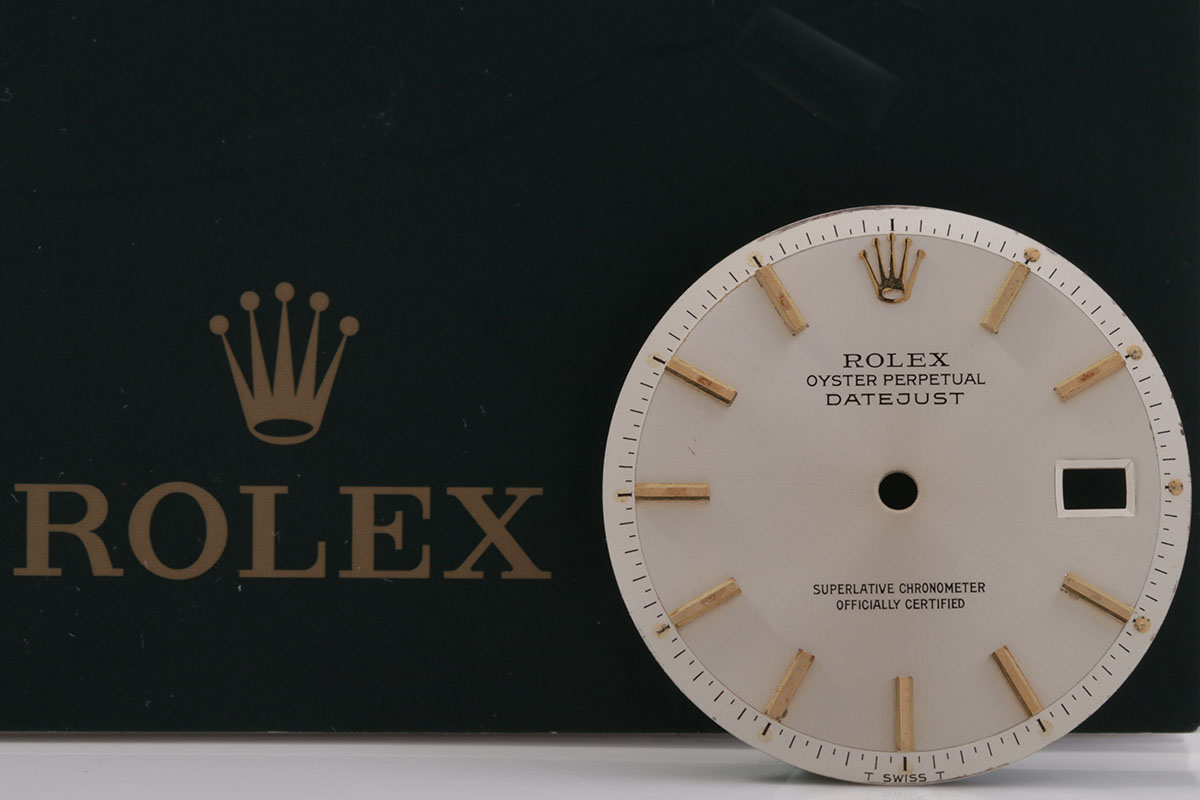 ROLEX
ROLEX
OYSTER PERPETUAL
DATEJUST
SUPERLATIVE CHRONOMETER
OFFICIALLY CERTIFIED
T SWISS T